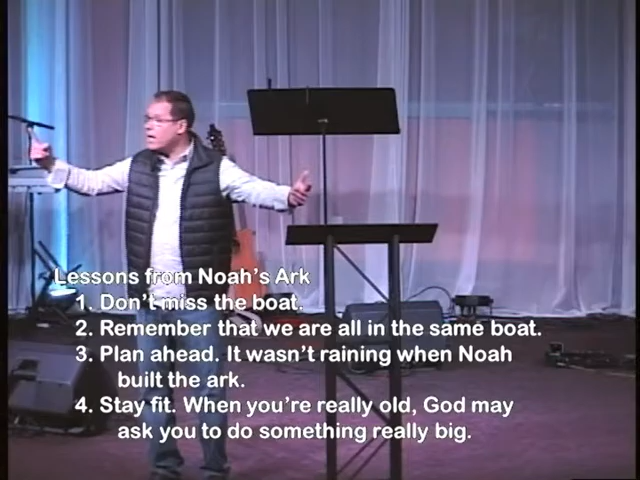 Lessons from Noah's Ark
1. Don't miss the boat.
2. Remember that we are all in the same boat.
3. Plan ahead. It wasn't raining when Noah
built the ark.
4. Stay fit. When you're really old, God may
ask you to do something really big.